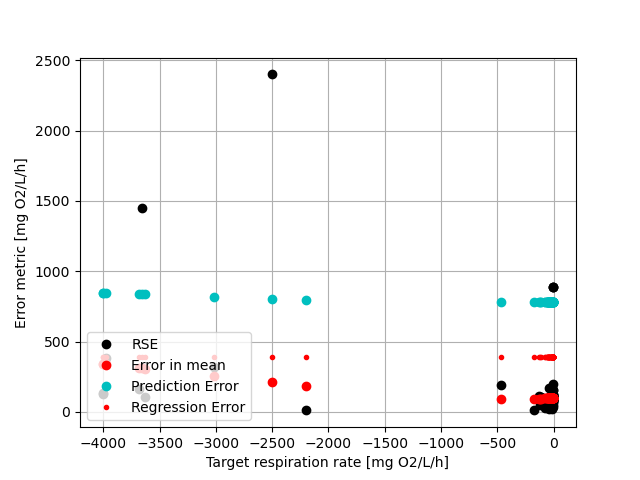 2500
2000
1500
1000
500
0
Error metric [mg O2/L/h]
RSE
Error in mean
Prediction Error
Regression Error
−4000 −3500 −3000 −2500 −2000 −1500 −1000 −500 0
Target respiration rate [mg O2/L/h]